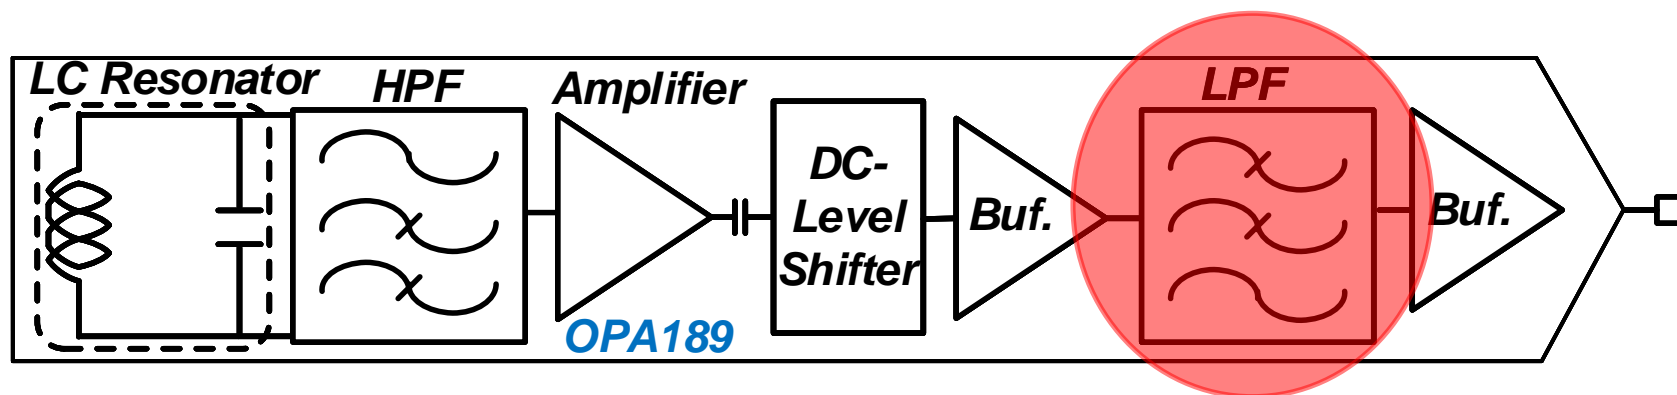 LC Resonator
HPF
Amplifier
OPA189
DC-
Level
Shifter
Buf.
LPF
Buf.